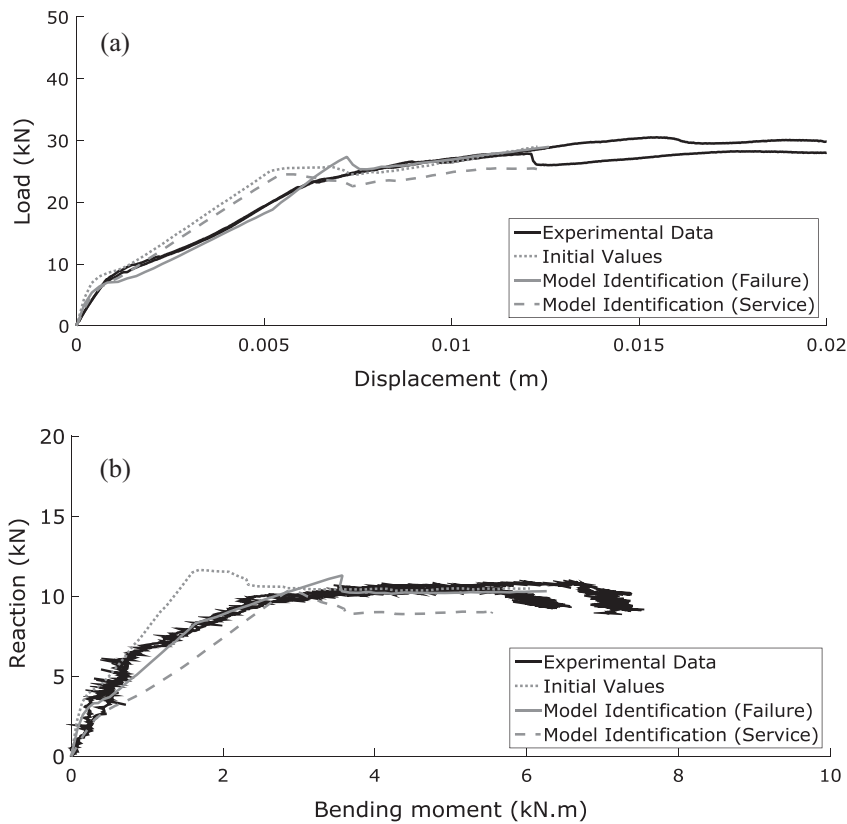 (a)
50
40
30
20
10
0
Load (kN)
Experimental Data
Initial Values
Model Identification (Failure)
Model Identification (Service)
0 0.005 0.01 0.015 0.02
Displacement (m)
(b)
20
15
10
5
0
Reaction (kN)
Experimental Data
Initial Values
Model Identification (Failure)
Model Identification (Service)
0 2 4 6 8 10
Bending moment (kN.m)